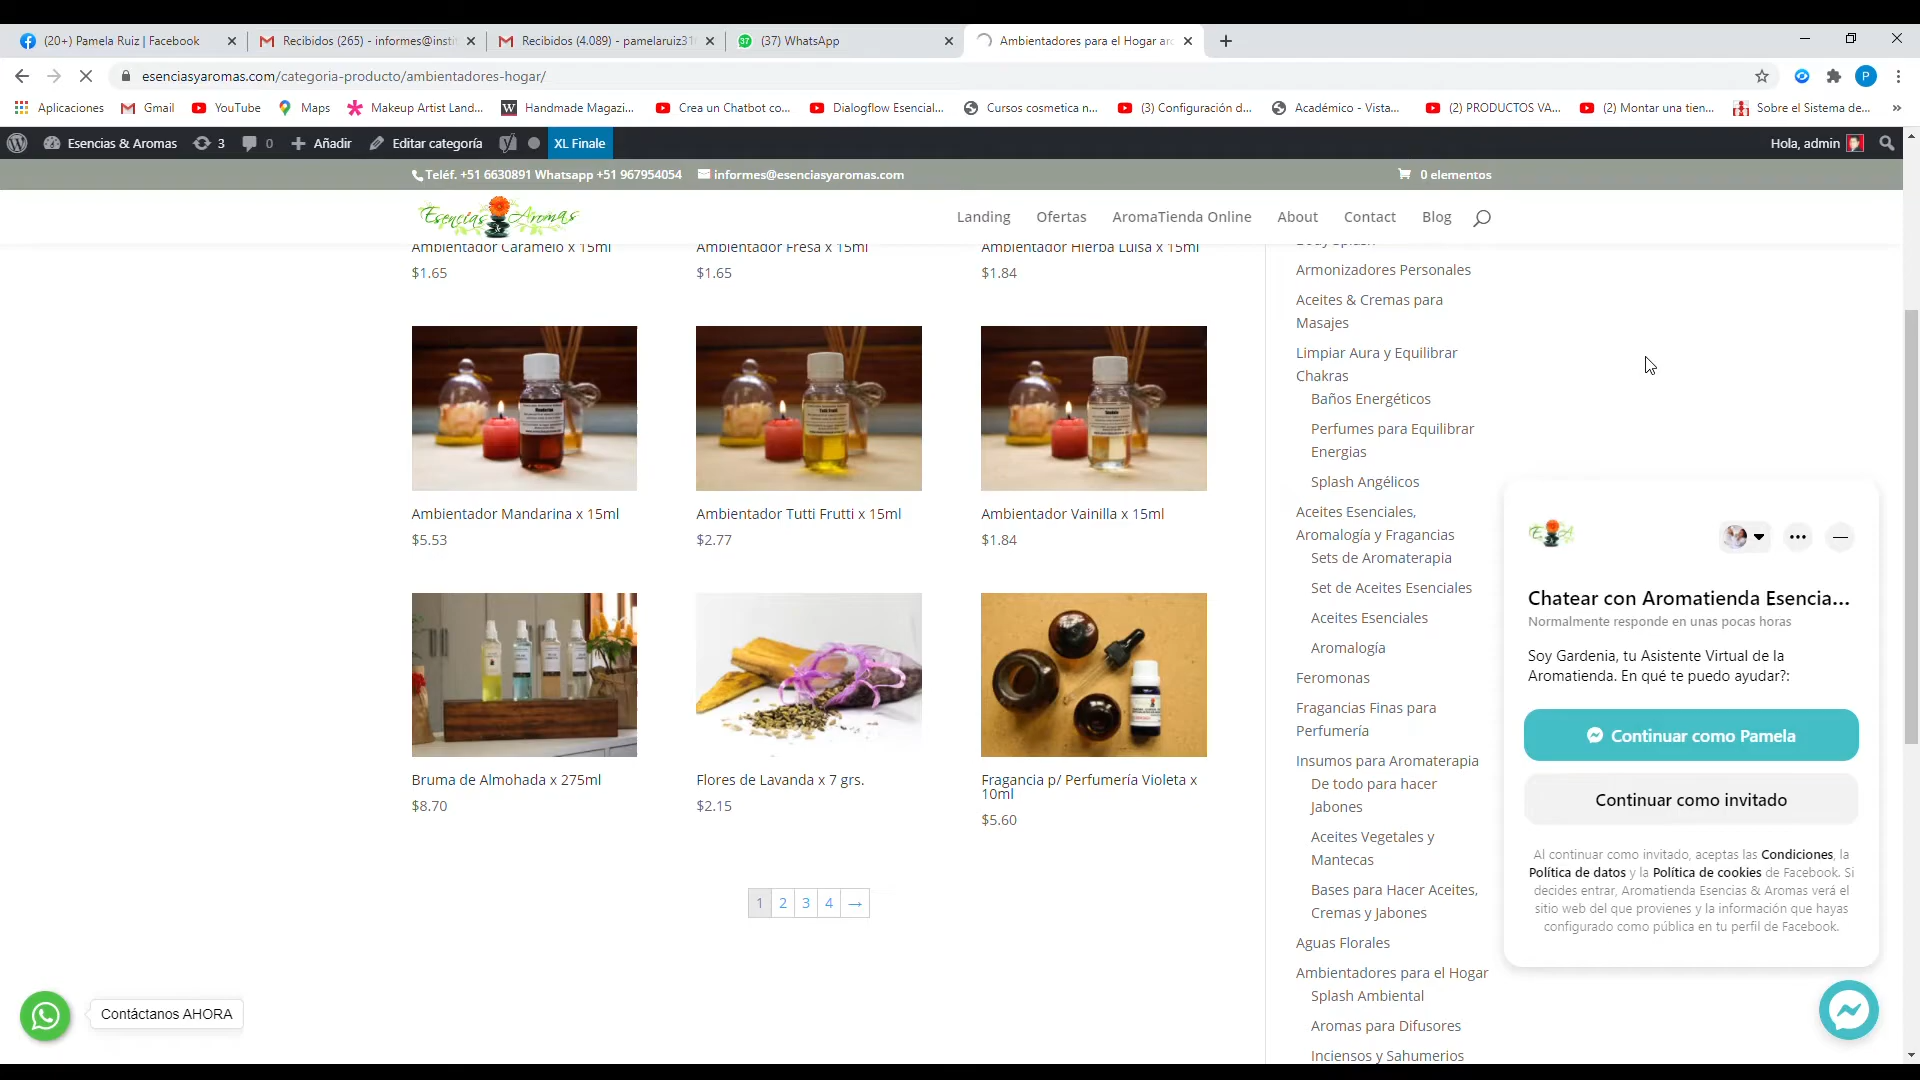 (20+) Pamela Ruiz | Facebook
Recibidos (265) - informes@insti
Recibidos (4.089) - pamelaruiz31
(37) WhatsApp
Ambientadores para el Hogar arc
esenciasyaromas.com/categoria-producto/ambientadores-hogar/
P
Aplicaciones
Gmail
YouTube
Maps
Makeup Artist Land...
Handmade Magazi...
Crea un Chatbot co...
Dialogflow Esencial...
Cursos cosmetica n...
(3) Configuración d...
Académico - Vista...
(2) PRODUCTOS VA...
(2) Montar una tien...
Sobre el Sistema de...
Esencias & Aromas
3
0
Añadir
Editar categoría
XL Finale
Hola, admin
Teléf. +51 6630891 Whatsapp +51 967954054
informes@esenciasyaromas.com
0 elementos
Esencias & Aromas
Landing
Ofertas
AromaTienda Online
About
Contact
Blog
Ambientador Caramelo x 15ml
$1.65
Ambientador Fresa x 15ml
$1.65
Ambientador Hierba Luisa x 15ml
$1.84
Ambientador Mandarina x 15ml
$5.53
Ambientador Tutti Frutti x 15ml
$2.77
Ambientador Vainilla x 15ml
$1.84
Bruma de Almohada x 275ml
$8.70
Flores de Lavanda x 7 grs.
$2.15
Fragancia p/ Perfumería Violeta x
10ml
$5.60
1 2 3 4 →
Body Splash
Armonizadores Personales
Aceites & Cremas para
Masajes
Limpiar Aura y Equilibrar
Chakras
Baños Energéticos
Perfumes para Equilibrar
Energias
Splash Angélicos
Aceites Esenciales,
Aromalogía y Fragancias
Sets de Aromaterapia
Set de Aceites Esenciales
Aceites Esenciales
Aromalogía
Feromonas
Fragancias Finas para
Perfumería
Insumos para Aromaterapia
De todo para hacer
Jabones
Aceites Vegetales y
Mantecas
Bases para Hacer Aceites,
Cremas y Jabones
Aguas Florales
Ambientadores para el Hogar
Splash Ambiental
Aromas para Difusores
Inciensos y Sahumerios
Chatear con Aromatienda Esencia...
Normalmente responde en unas pocas horas
Soy Gardenia, tu Asistente Virtual de la
Aromatienda. En qué te puedo ayudar?:
Continuar como Pamela
Continuar como invitado
Al continuar como invitado, aceptas las Condiciones, la
Política de datos y la Política de cookies de Facebook. Si
decides entrar, Aromatienda Esencias & Aromas verá el
sitio web del que provienes y la información que hayas
configurado como pública en tu perfil de Facebook.
Contáctanos AHORA